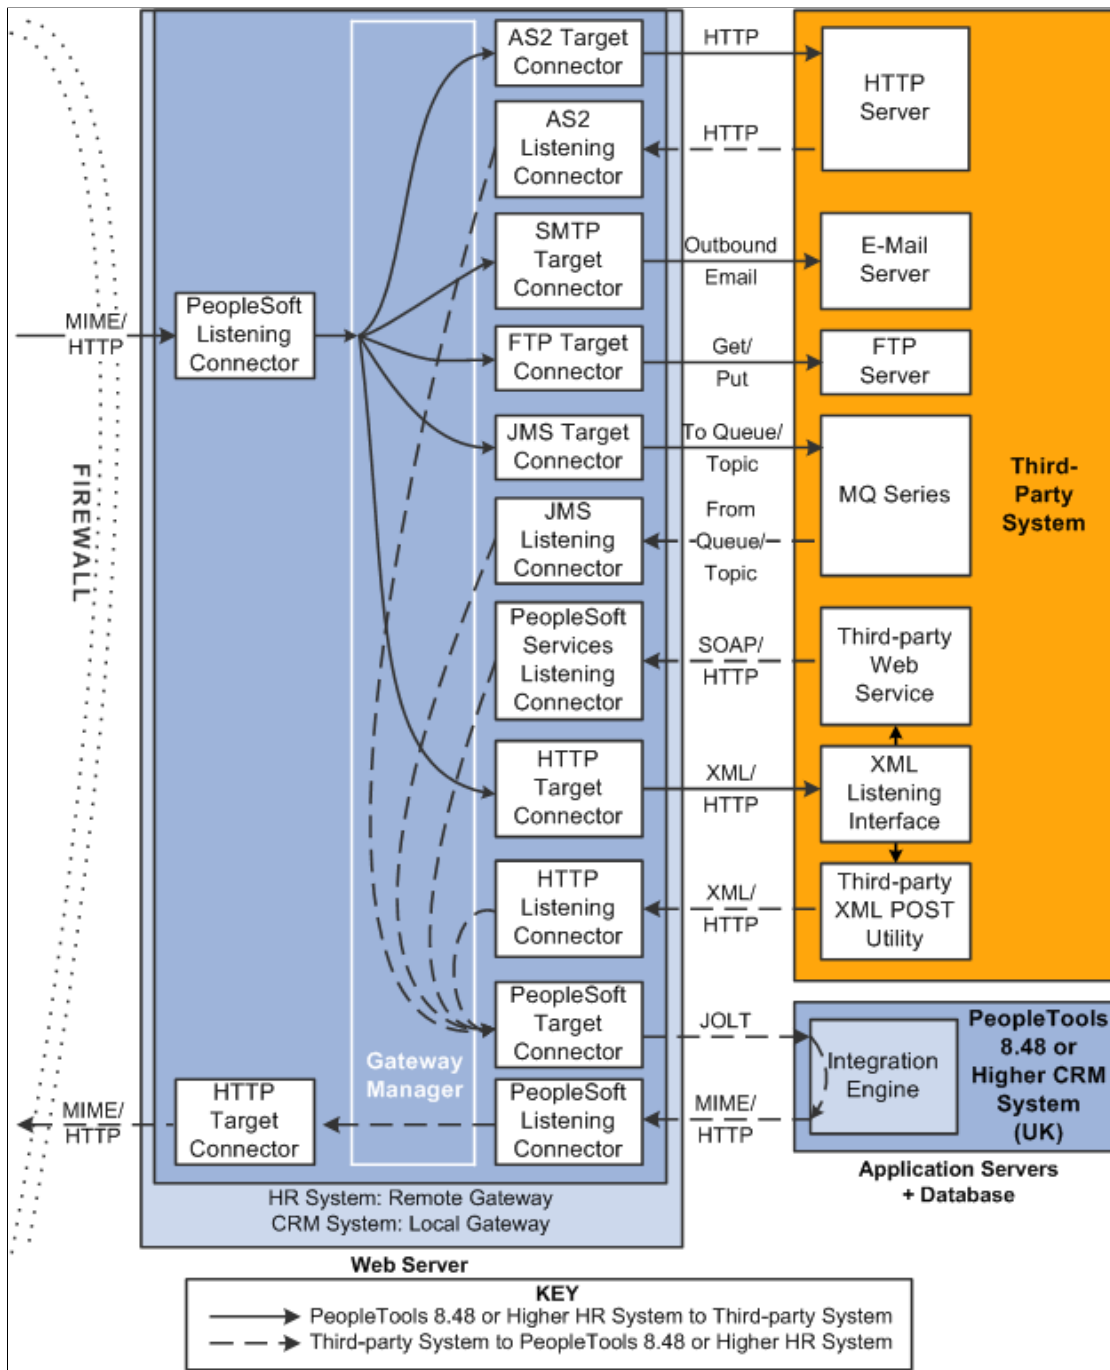 AS2 Target
Connector
HTTP
HTTP
Server
AS2
Listening
Connector
HTTP
SMTP
Target
Connector
Outbound
Email
E-Mail
Server
MIME/
HTTP
PeopleSoft
Listening
Connector
FTP Target
Connector
Get/
Put
FTP
Server
JMS Target
Connector
To Queue/
Topic
MQ Series
Third-
Party
System
FIREWALL
JMS
Listening
Connector
From
Queue/
Topic
PeopleSoft
Services
Listening
Connector
SOAP/
HTTP
Third-party
Web
Service
HTTP
Target
Connector
XML/
HTTP
XML
Listening
Interface
HTTP
Listening
Connector
XML/
HTTP
Third-party
XML POST
Utility
PeopleSoft
Target
Connector
JOLT
Integration
Engine
PeopleTools
8.48 or
Higher CRM
System
(UK)
Gateway
Manager
MIME/
HTTP
HTTP
Target
Connector
PeopleSoft
Listening
Connector
MIME/
HTTP
Application Servers
+ Database
HR System: Remote Gateway
CRM System: Local Gateway
Web Server
KEY
PeopleTools 8.48 or Higher HR System to Third-party System
Third-party System to PeopleTools 8.48 or Higher HR System